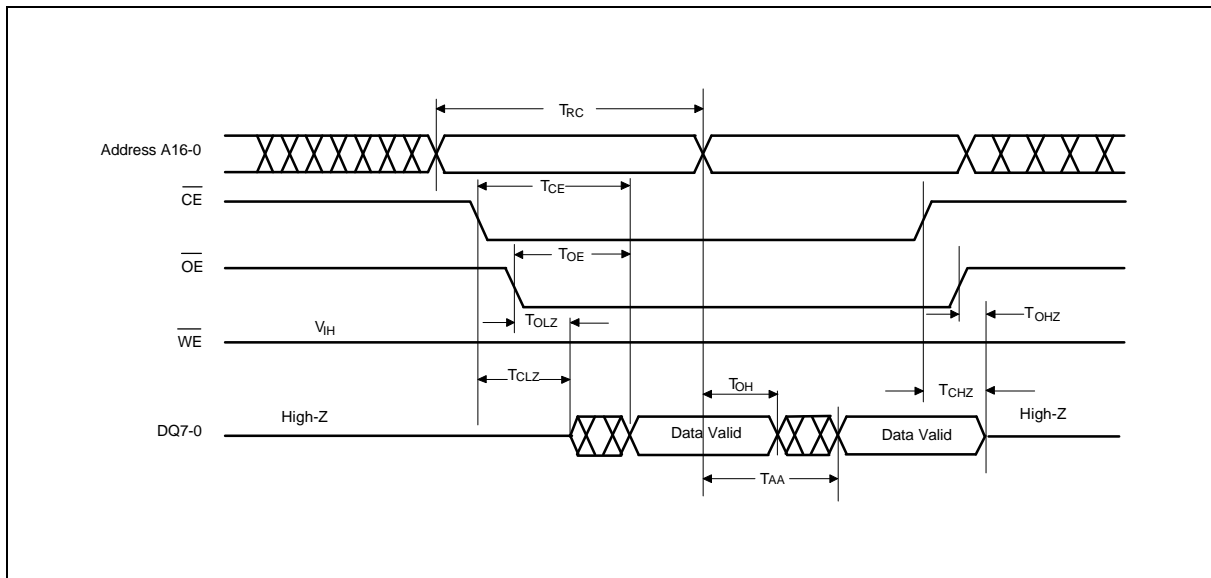 TRC
Address A16-0
TCE
CE
TOE
OE
TOLZ
TOHZ
VIH
WE
TCLZ
TOH
TCHZ
High-Z
High-Z
DQ7-0
Data Valid
Data Valid
TAA